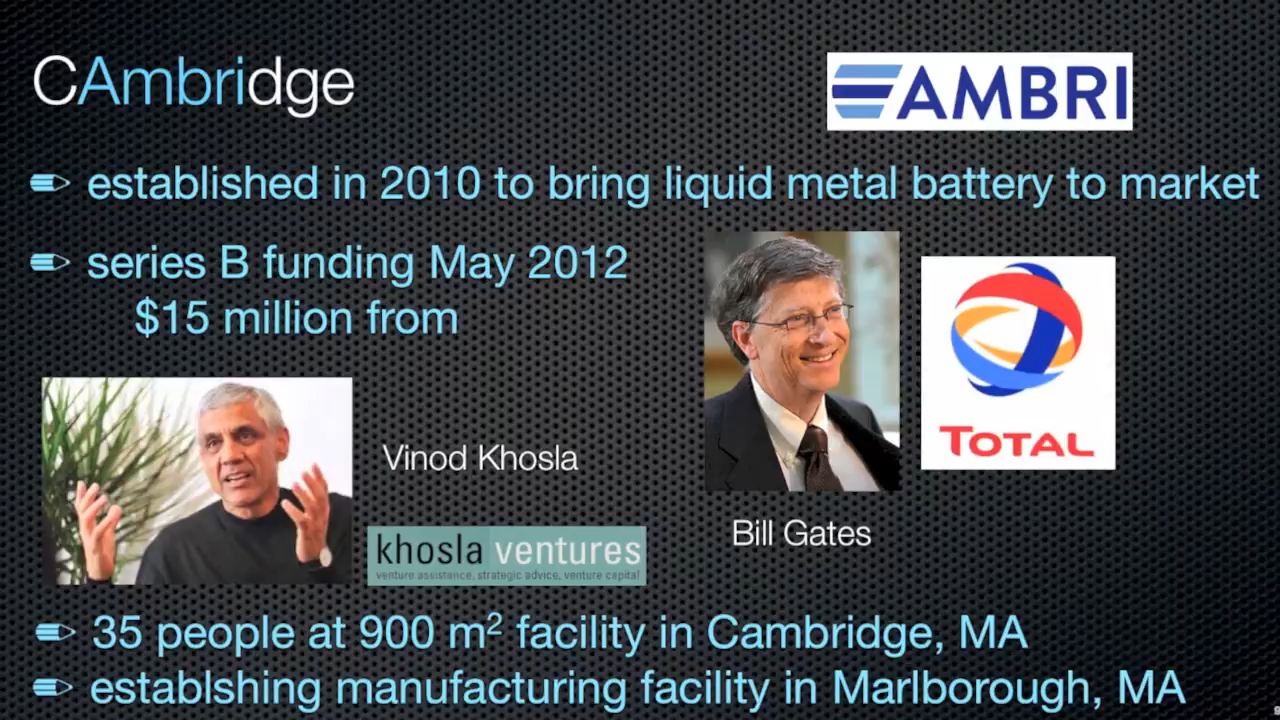 CAmbridge
AMBRI
established in 2010 to bring liquid metal battery to market
series B funding May 2012
$15 million from
TOTAL
Vinod Khosla
Bill Gates
khosla ventures
venture assistance, strategic advice, venture capital
35 people at 900 m² facility in Cambridge, MA
establshing manufacturing facility in Marlborough, MA